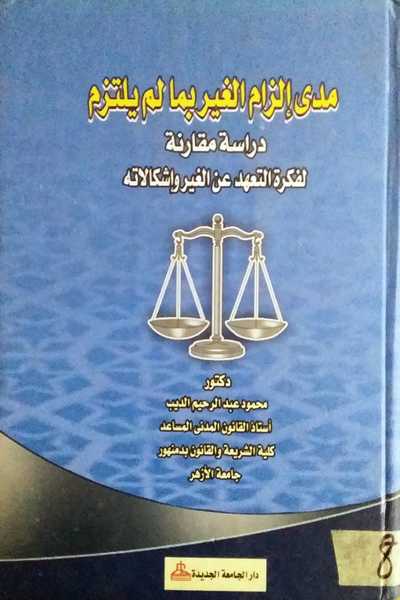 مدى إلزام الغير بما لم يلتزم
دراسة مقارنة
لفكرة التعهد عن الغير وإشكالاته
دكتور
محمود عبد الرحيم الديب
أستاذ القانون المدنى المساعد
كلية الشريعة والقانون بدمنهور
جامعة الأزهر
دار الجامعة الجديدة
8